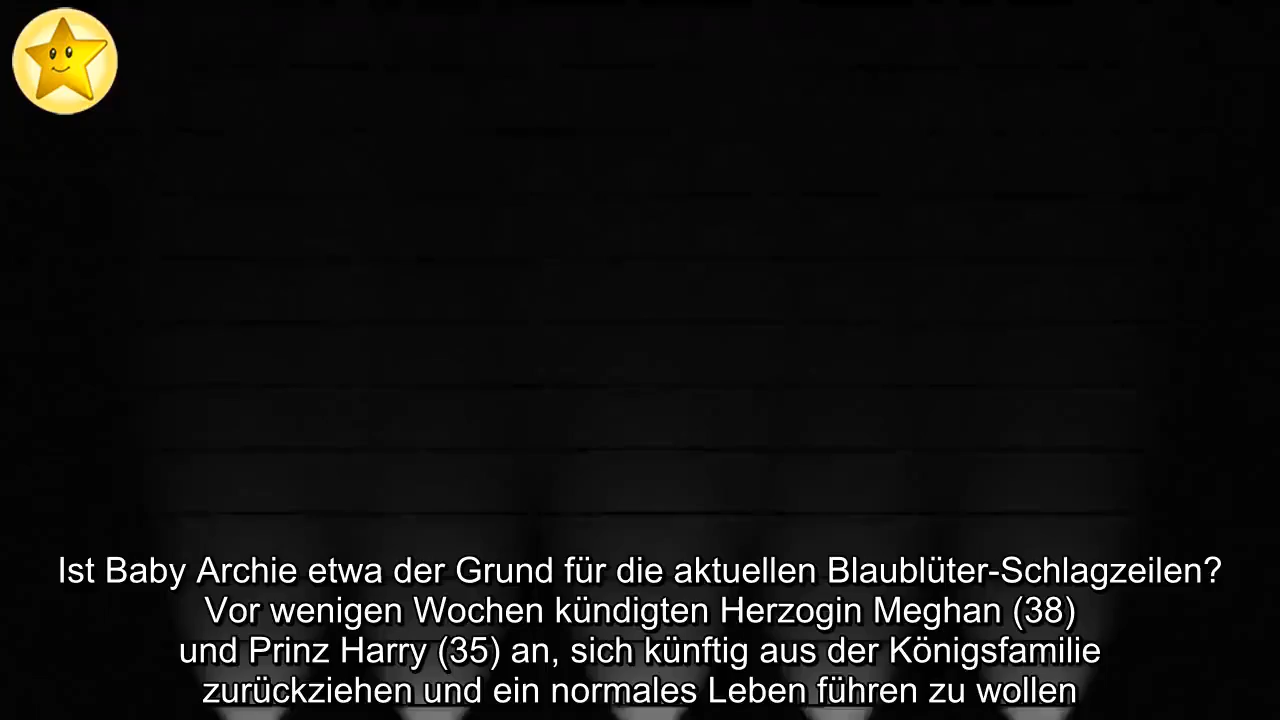 Ist Baby Archie etwa der Grund für die aktuellen Blaublüter-Schlagzeilen?
Vor wenigen Wochen kündigten Herzogin Meghan (38)
und Prinz Harry (35) an, sich künftig aus der Königsfamilie
zurückziehen und ein normales Leben führen zu wollen